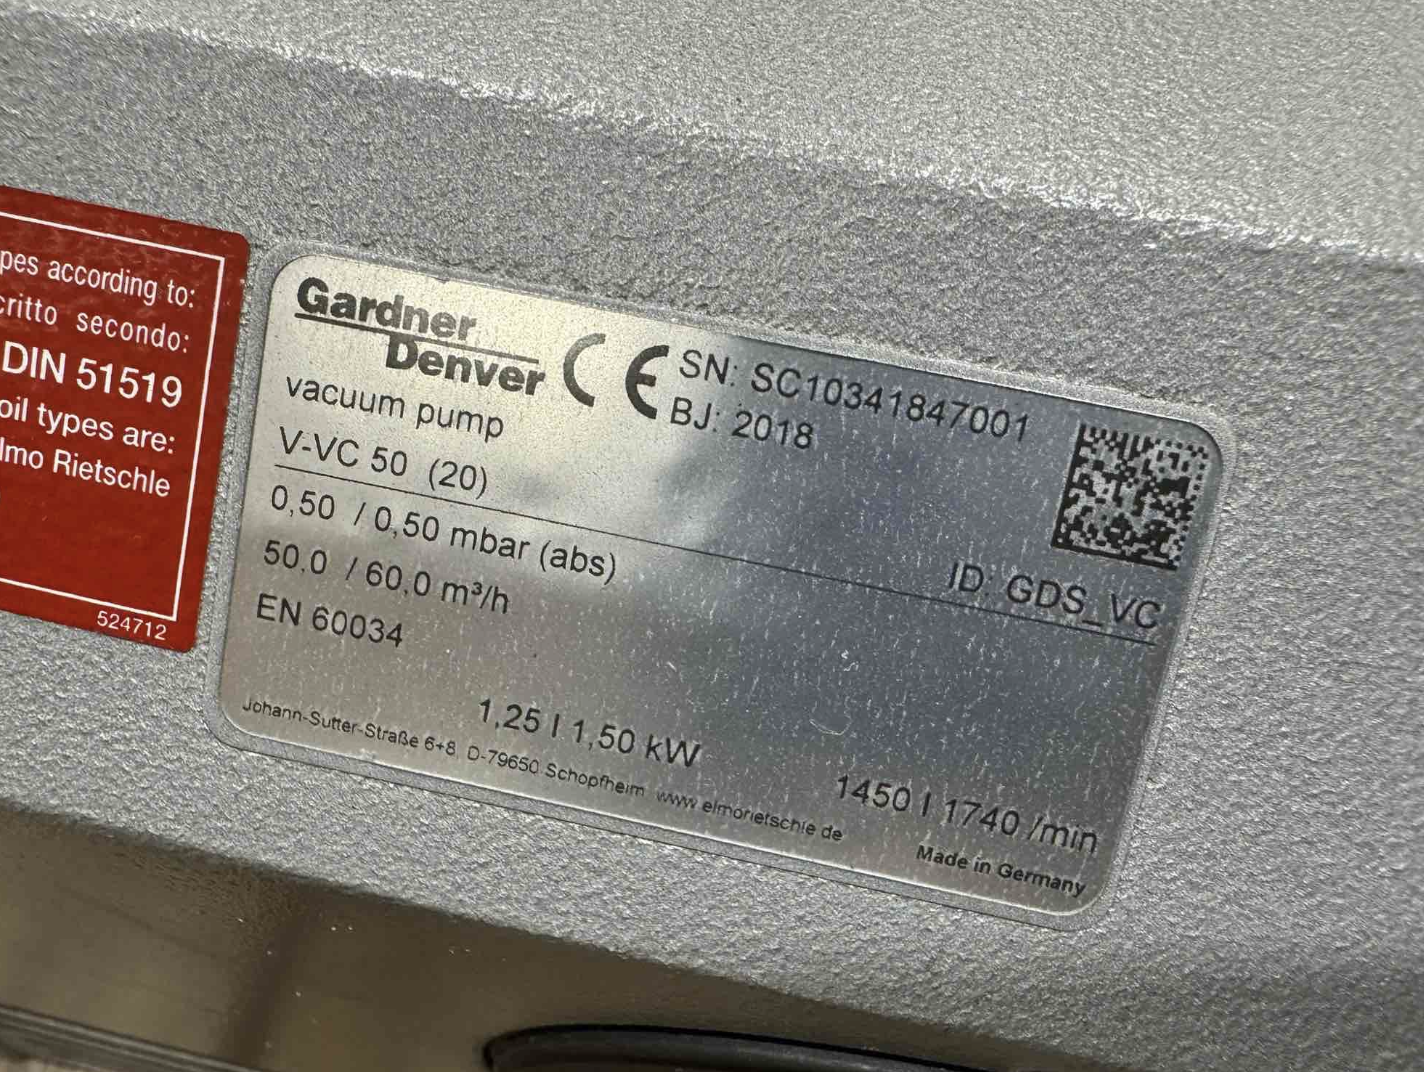 pes according to:
critto secondo:
DIN 51519
oil types are:
lmo Rietschle
524712
Gardner
Denver
CE
SN: SC10341847001
BJ: 2018
vacuum pump
V-VC 50 (20)
ID: GDS_VC
0,50 / 0,50 mbar (abs)
50.0 / 60,0 m³/h
EN 60034
1,25 | 1,50 kW
1450 | 1740 /min
Johann-Sutter-Straße 6+8 D-79650 Schopfheim www.elmorietschle.de
Made in Germany